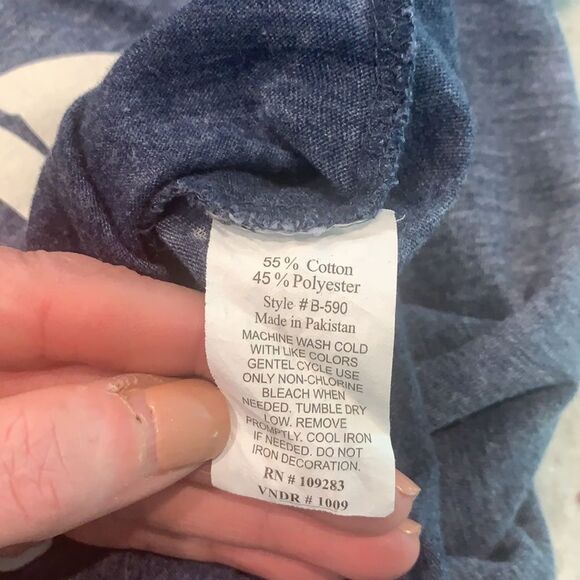 55% Cotton
45% Polyester
Style # B-590
Made in Pakistan
MACHINE WASH COLD
WITH LIKE COLORS
GENTEL CYCLE USE
ONLY NON-CHLORINE
BLEACH WHEN
NEEDED. TUMBLE DRY
LOW. REMOVE
PROMPTLY. COOL IRON
IF NEEDED. DO NOT
IRON DECORATION.
RN # 109283
VNDR # 1009